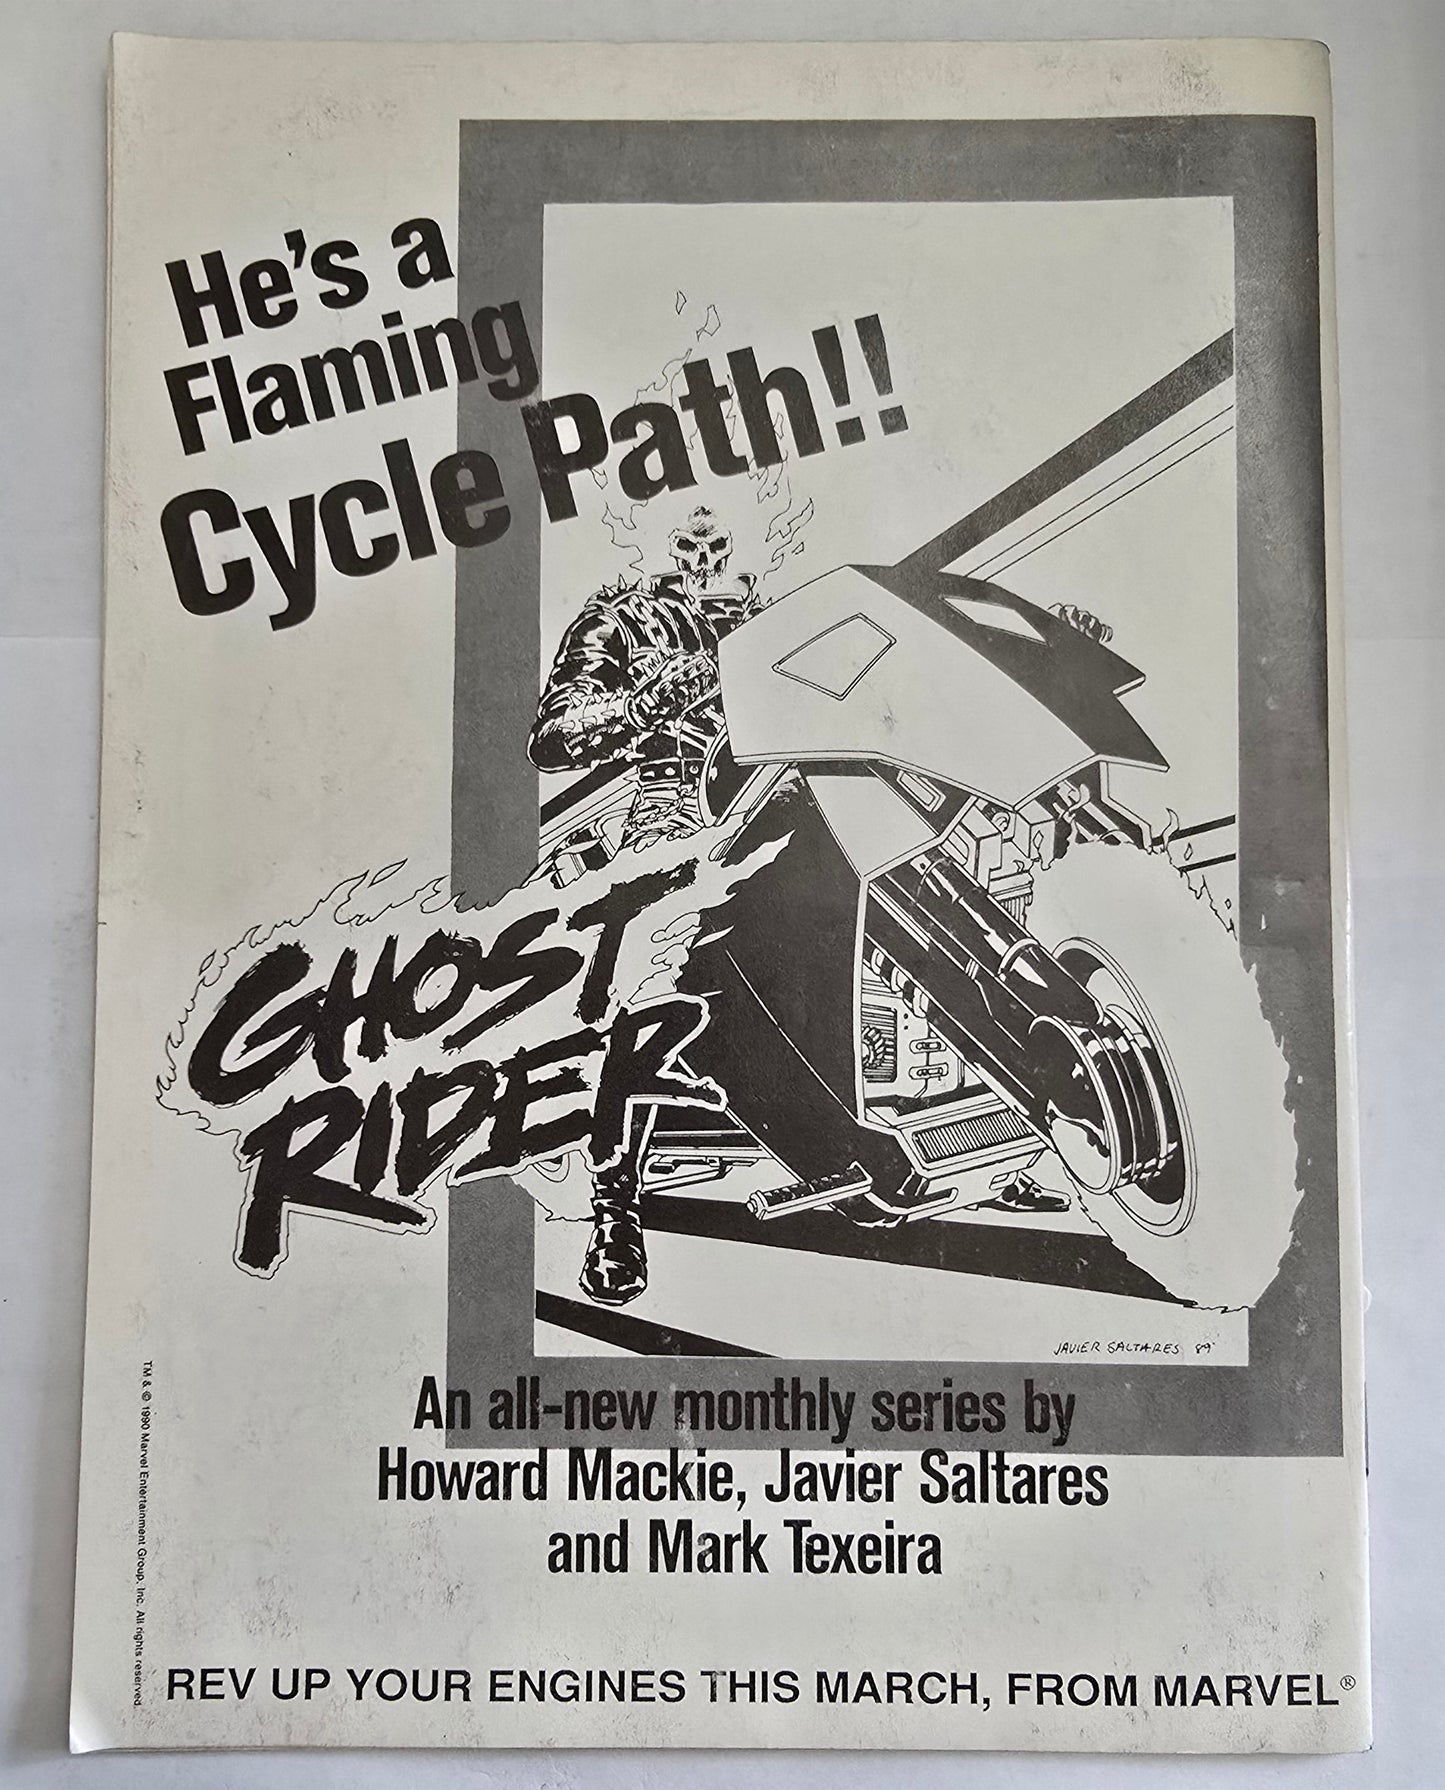 He's a
Flaming
Cycle Path!!
GHOST
RIDER
JAVIER SALTARES 89'
An all-new monthly series by
Howard Mackie, Javier Saltares
and Mark Texeira
TM & © 1990 Marvel Entertainment Group, Inc. All rights reserved
REV UP YOUR ENGINES THIS MARCH, FROM MARVEL®